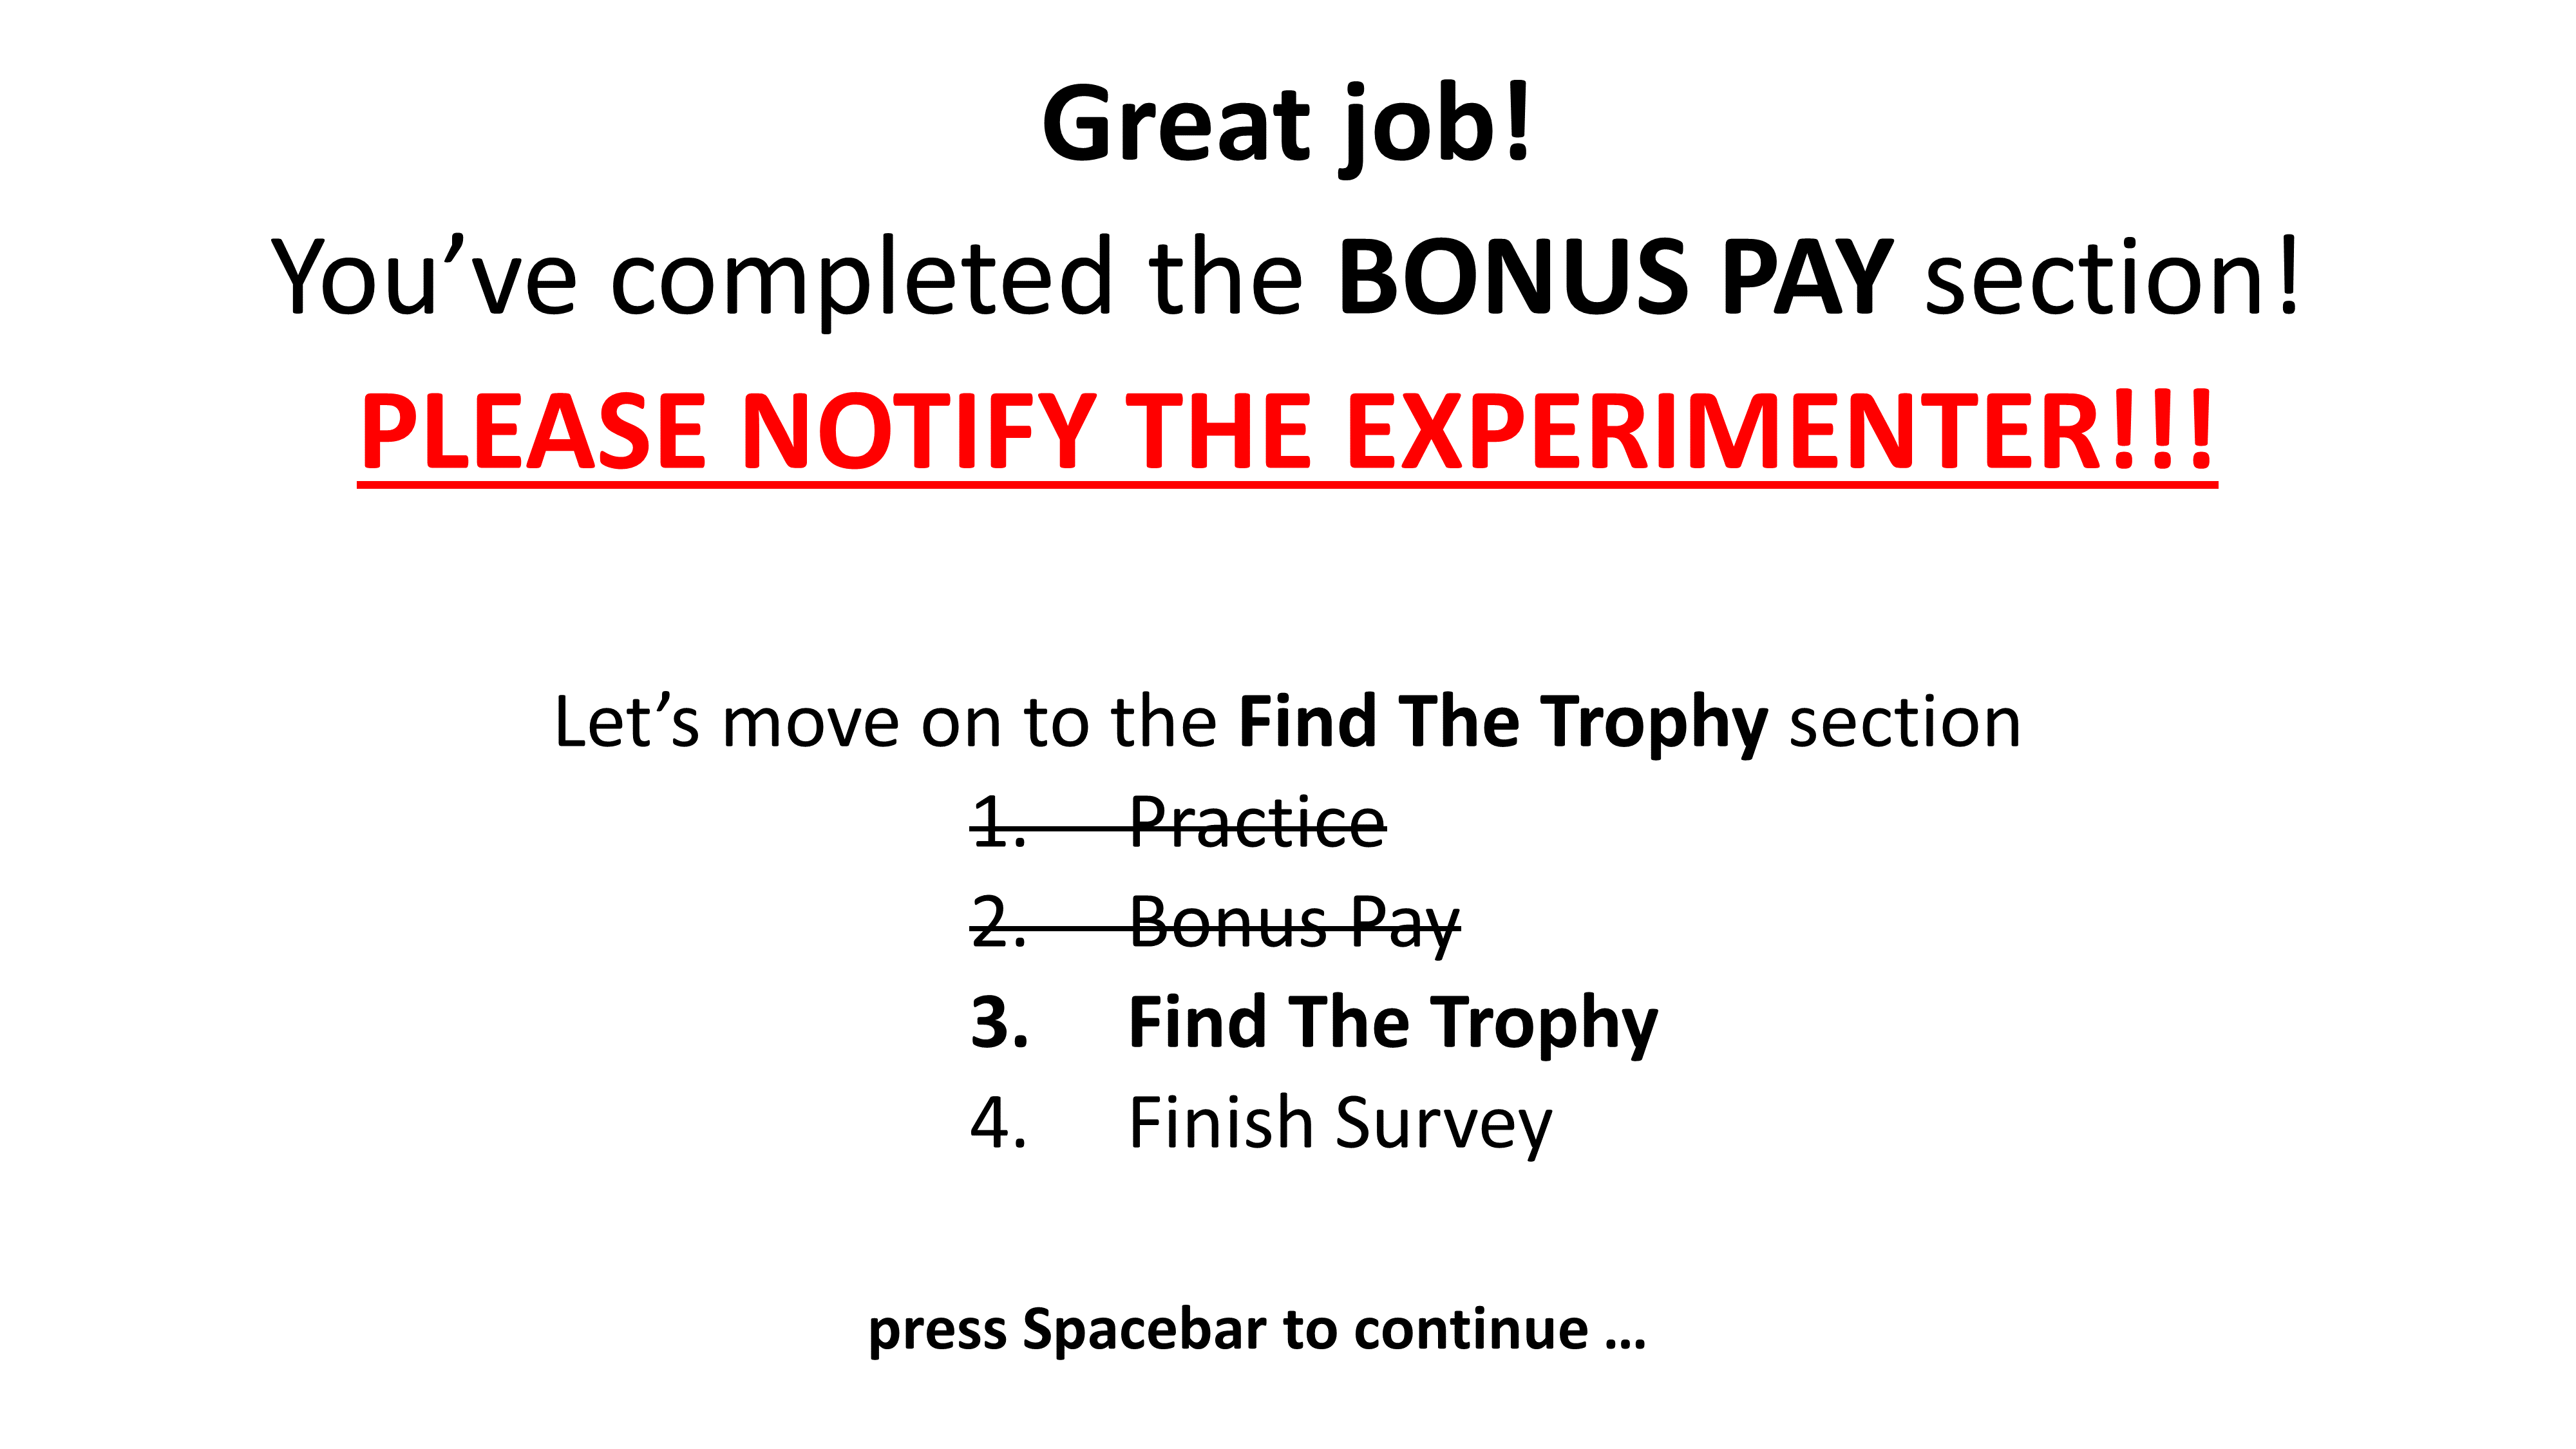 Great job!
You’ve completed the BONUS PAY section!
PLEASE NOTIFY THE EXPERIMENTER!!!
Let’s move on to the Find The Trophy section
1. Practice
2. Bonus Pay
3. Find The Trophy
4. Finish Survey
press Spacebar to continue …